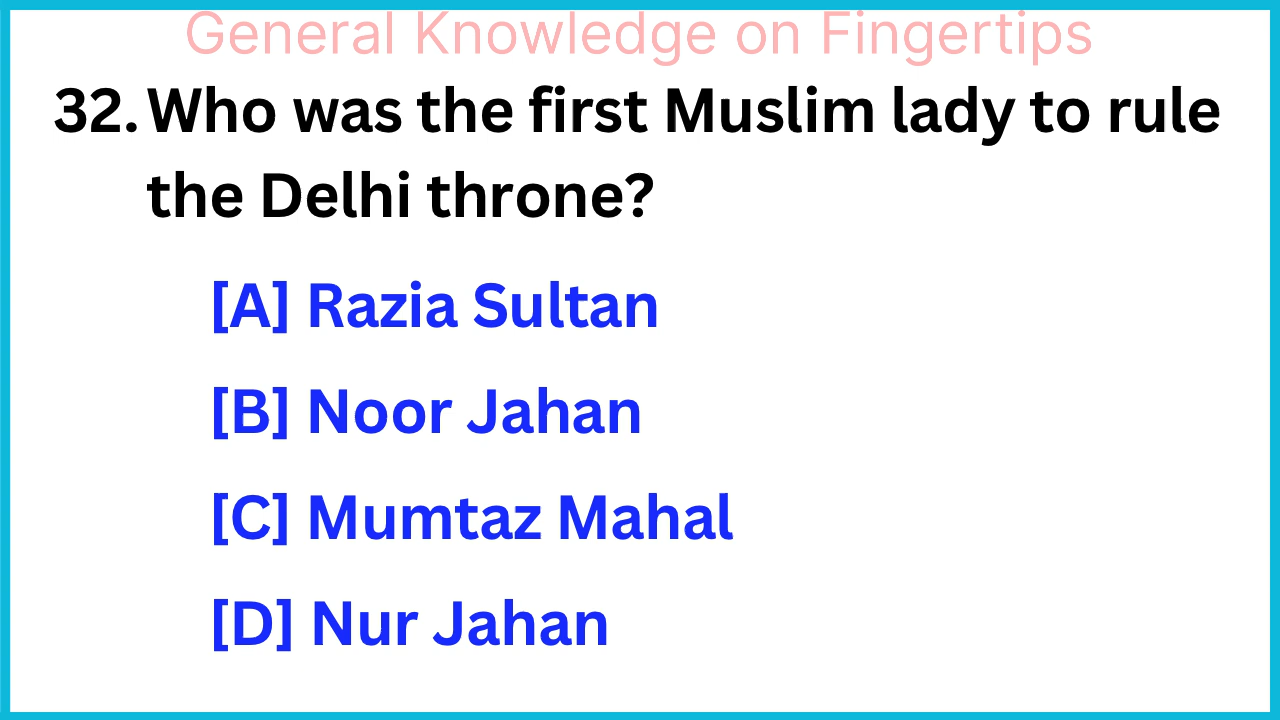 General Knowledge on Fingertips
32. Who was the first Muslim lady to rule
the Delhi throne?
[A] Razia Sultan
[B] Noor Jahan
[C] Mumtaz Mahal
[D] Nur Jahan